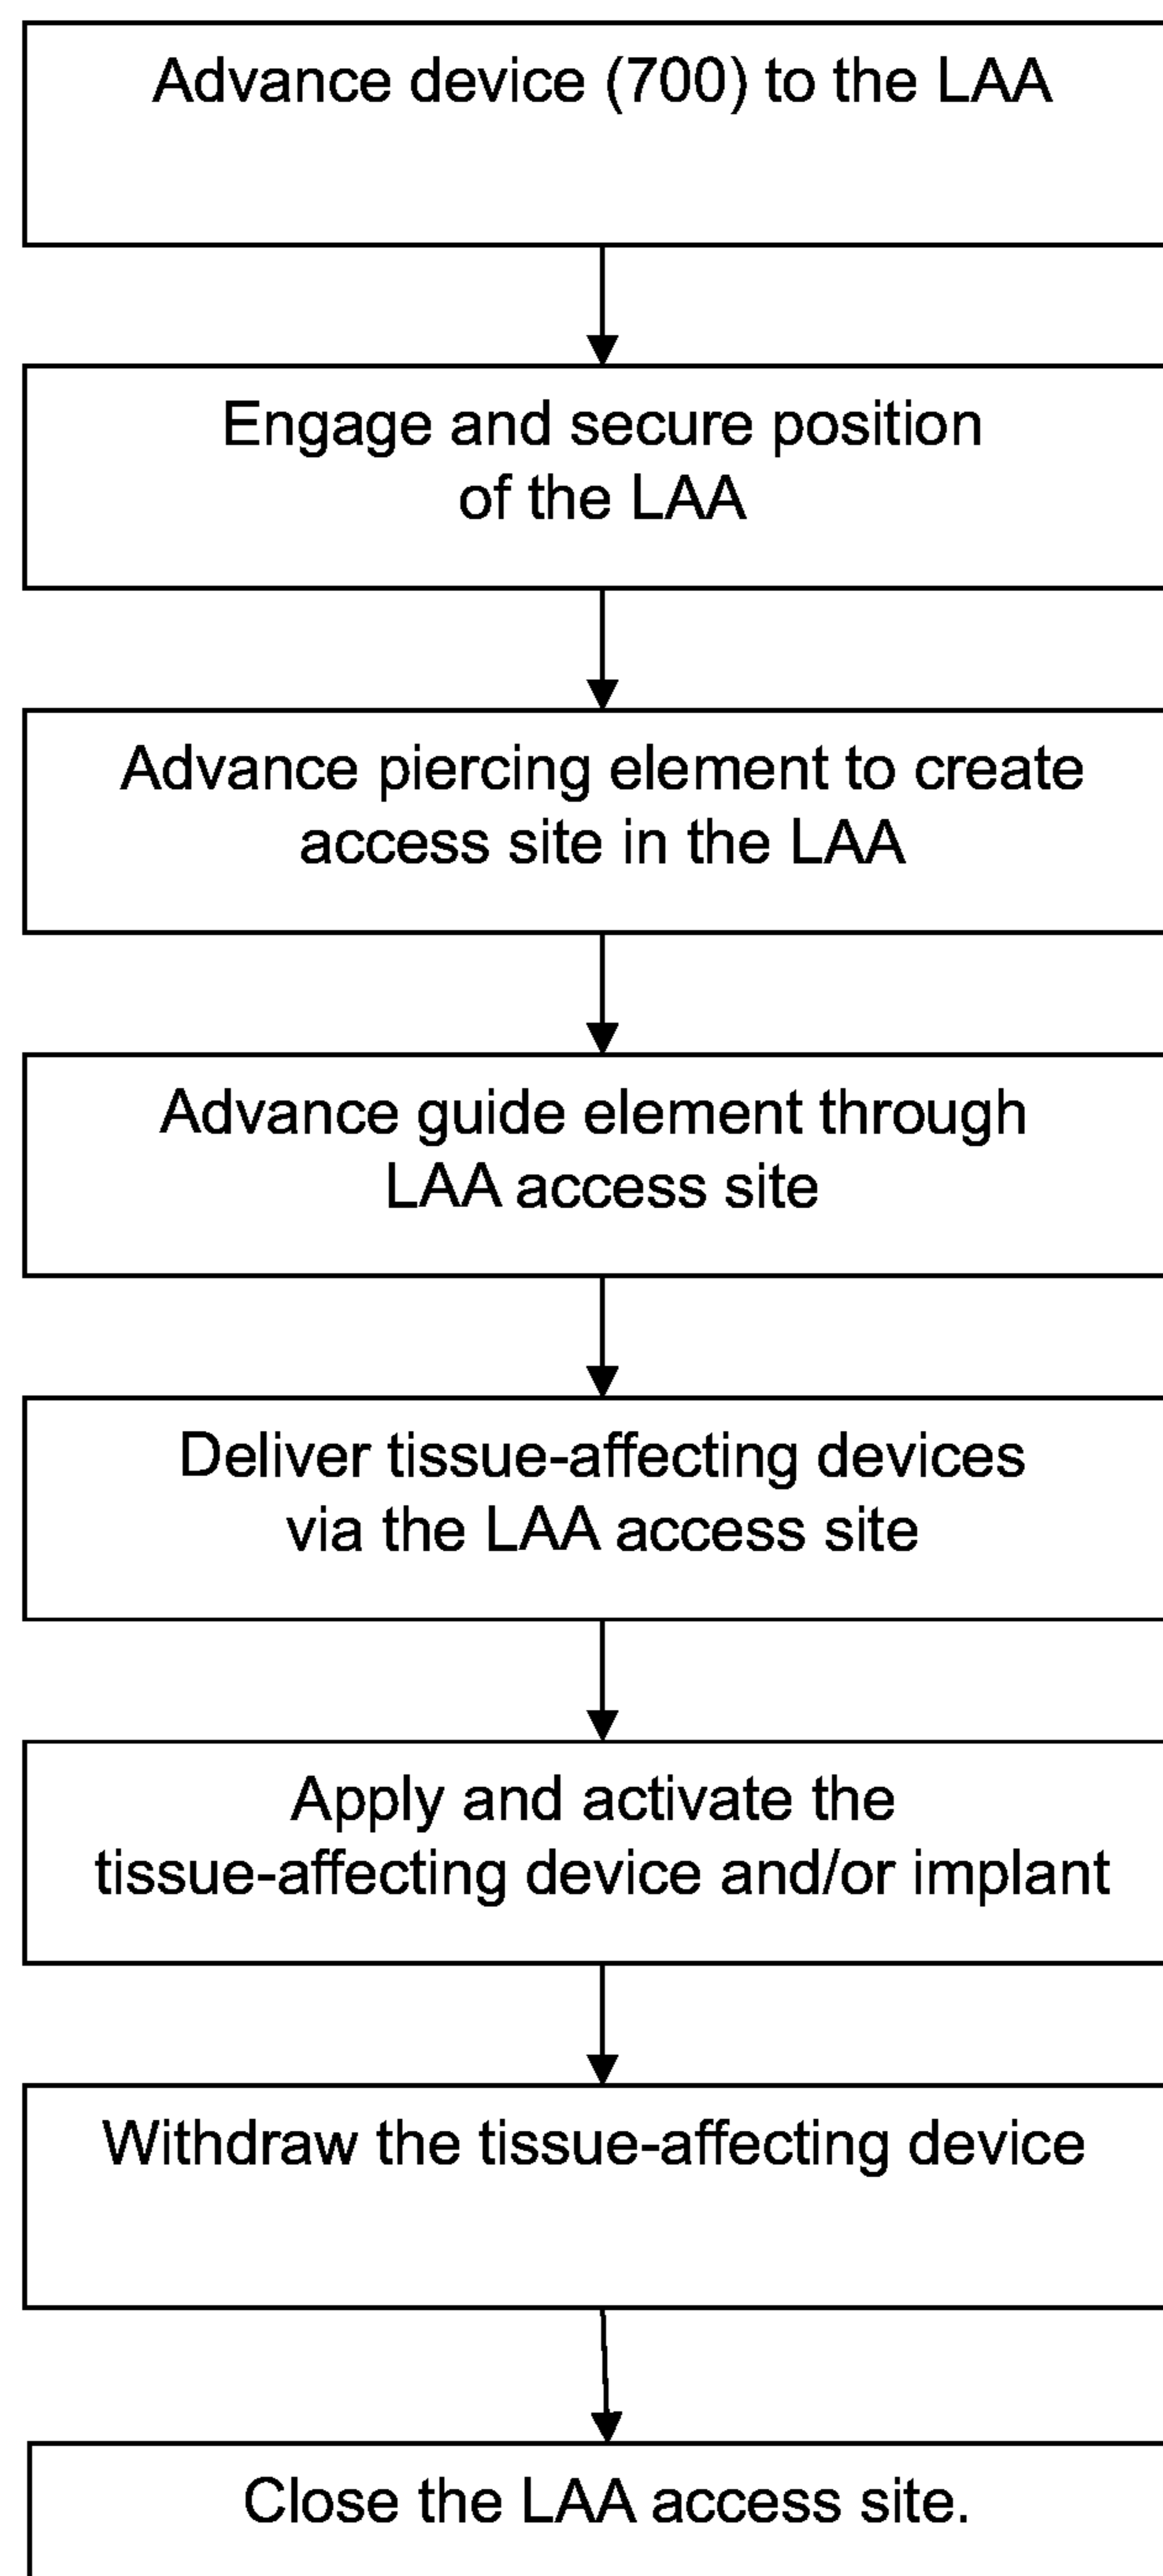 Advance device (700) to the LAA
Engage and secure position
of the LAA
Advance piercing element to create
access site in the LAA
Advance guide element through
LAA access site
Deliver tissue-affecting devices
via the LAA access site
Apply and activate the
tissue-affecting device and/or implant
Withdraw the tissue-affecting device
Close the LAA access site.